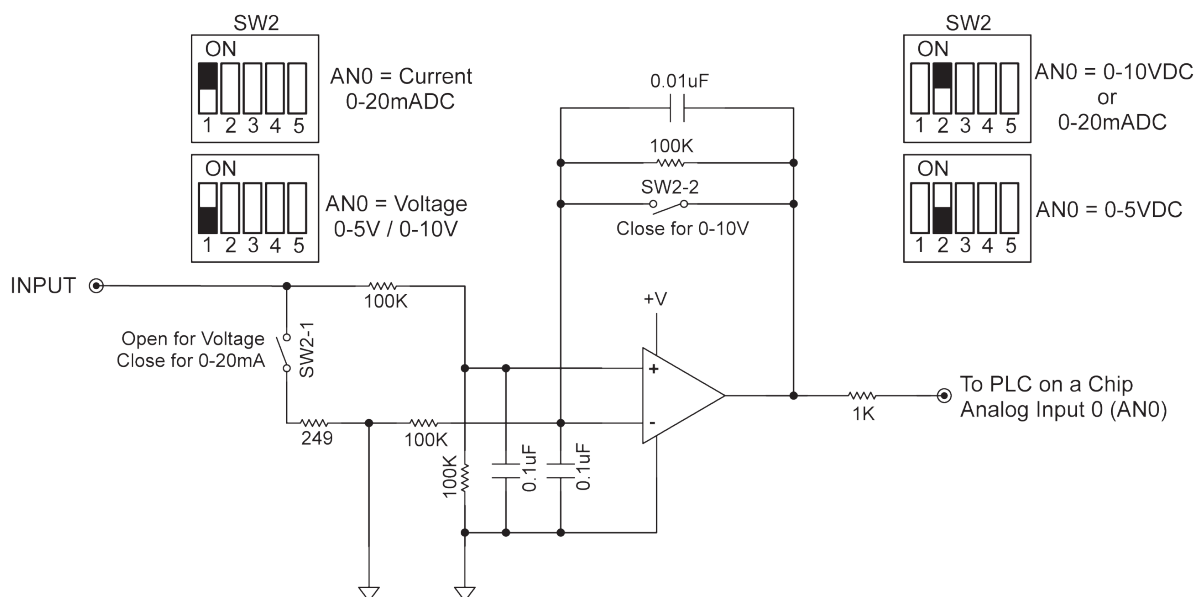 SW2
ON
1 2 3 4 5
AN0 = Current
0-20mADC
ON
1 2 3 4 5
AN0 = Voltage
0-5V / 0-10V
SW2
ON
1 2 3 4 5
AN0 = 0-10VDC
or
0-20mADC
ON
1 2 3 4 5
AN0 = 0-5VDC
0.01uF
100K
SW2-2
Close for 0-10V
INPUT
100K
+V
Open for Voltage
Close for 0-20mA
SW2-1
+
-
249
100K
100K
0.1uF
0.1uF
1K
To PLC on a Chip
Analog Input 0 (AN0)